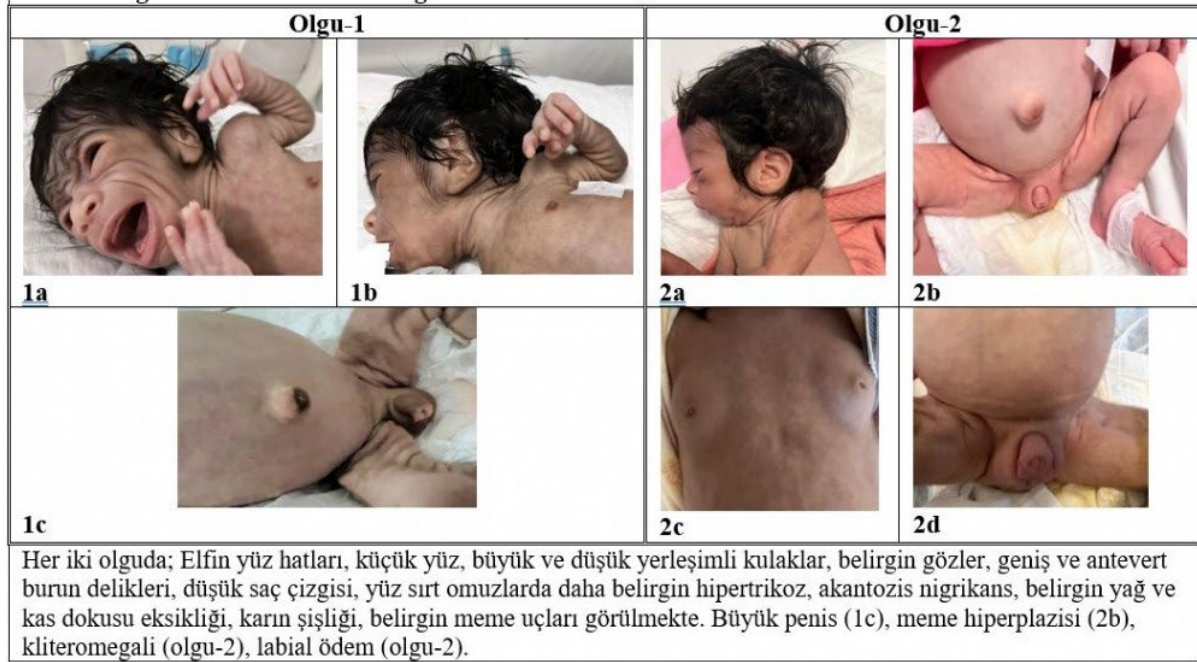 Olgu-1 Olgu-2
1a 1b 2a 2b
1c 2c 2d
Her iki olguda; Elfin yüz hatları, küçük yüz, büyük ve düşük yerleşimli kulaklar, belirgin gözler, geniş ve antevert
burun delikleri, düşük saç çizgisi, yüz sırt omuzlarda daha belirgin hipertrikoz, akantozis nigrikans, belirgin yağ ve
kas dokusu eksikliği, karın şişliği, belirgin meme uçları görülmekte. Büyük penis (1c), meme hiperplazisi (2b),
kliteromegali (olgu-2), labial ödem (olgu-2).